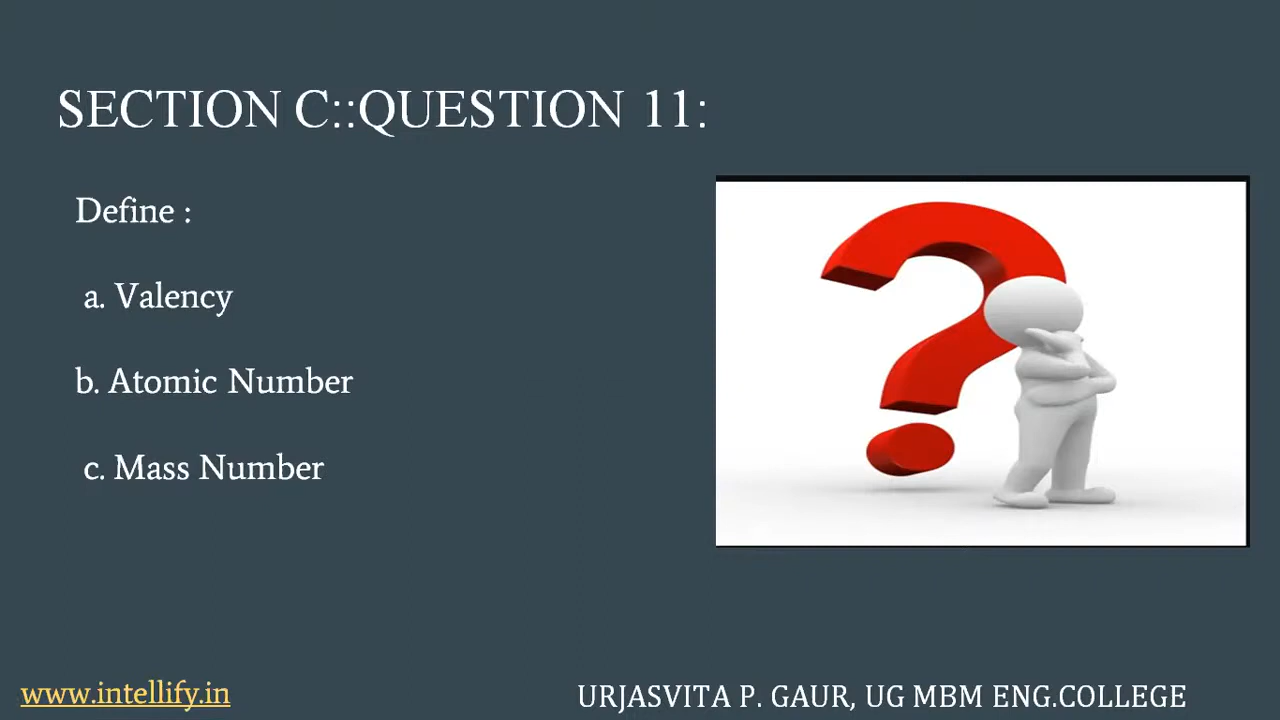 SECTION C::QUESTION 11:
Define :
a. Valency
b. Atomic Number
c. Mass Number
www.intellify.in
URJASVITA P. GAUR, UG MBM ENG.COLLEGE